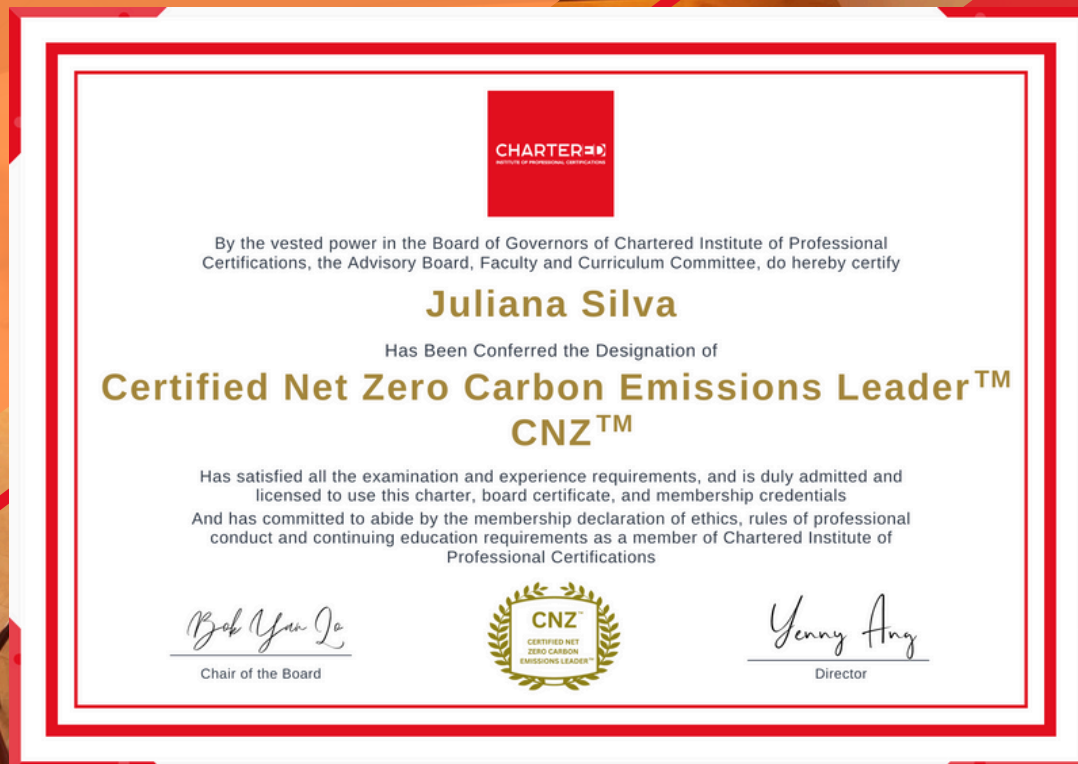 CHARTERED
INSTITUTE OF PROFESSIONAL CERTIFICATIONS
By the vested power in the Board of Governors of Chartered Institute of Professional
Certifications, the Advisory Board, Faculty and Curriculum Committee, do hereby certify
Juliana Silva
Has Been Conferred the Designation of
Certified Net Zero Carbon Emissions Leader™
CNZ™
Has satisfied all the examination and experience requirements, and is duly admitted and
licensed to use this charter, board certificate, and membership credentials
And has committed to abide by the membership declaration of ethics, rules of professional
conduct and continuing education requirements as a member of Chartered Institute of
Professional Certifications
Bok Yan Lo
Chair of the Board
CNZ™
CERTIFIED NET
ZERO CARBON
EMISSIONS LEADER™
Yenny Ang
Director